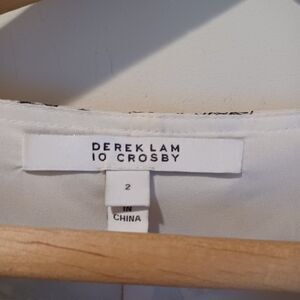 DEREK LAM
10 CROSBY
2
IN
CHINA